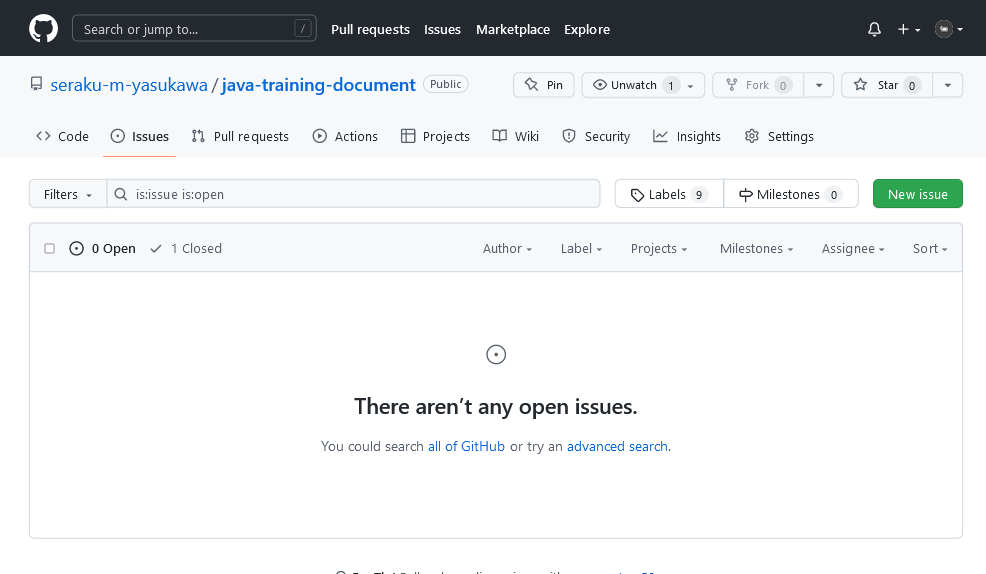 Search or jump to... / Pull requests Issues Marketplace Explore
seraku-m-yasukawa / java-training-document Public Pin Unwatch 1 Fork 0 Star 0
Code Issues Pull requests Actions Projects Wiki Security Insights Settings
Filters is:issue is:open Labels 9 Milestones 0 New issue
0 Open 1 Closed Author Label Projects Milestones Assignee Sort
There aren’t any open issues.
You could search all of GitHub or try an advanced search.